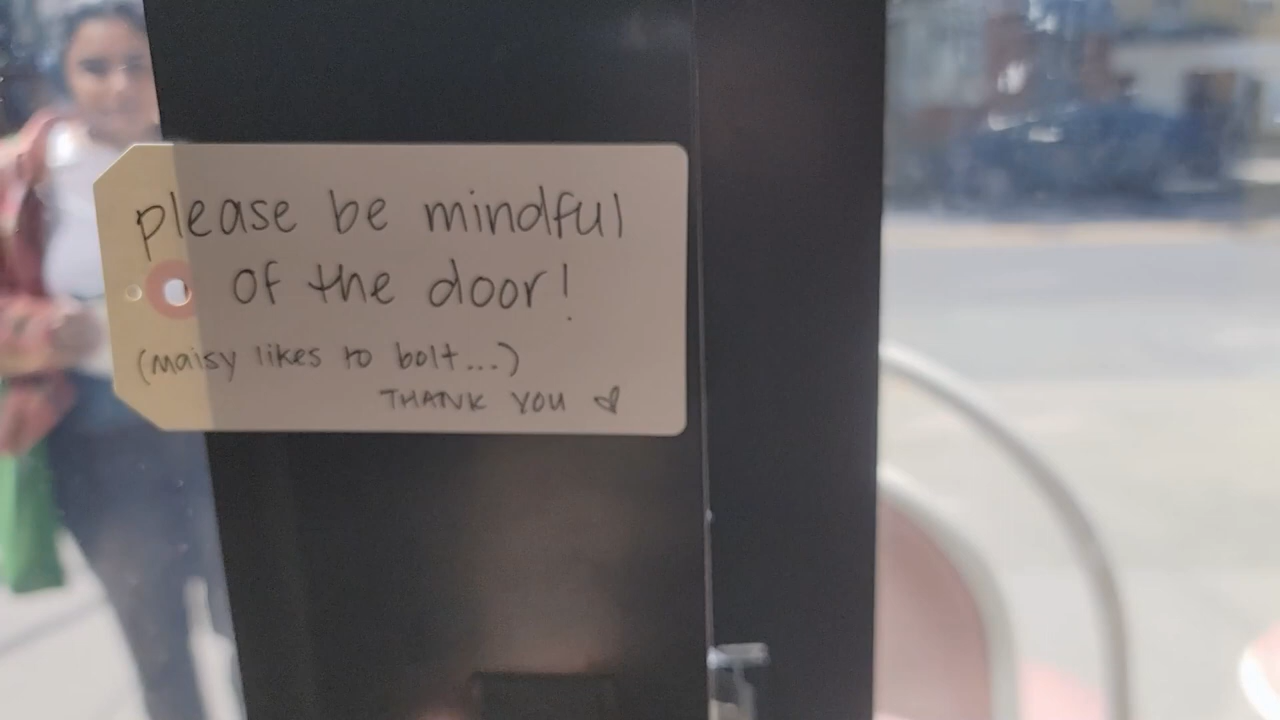 please be mindful
of the door!
(maisy likes to bolt...)
THANK YOU